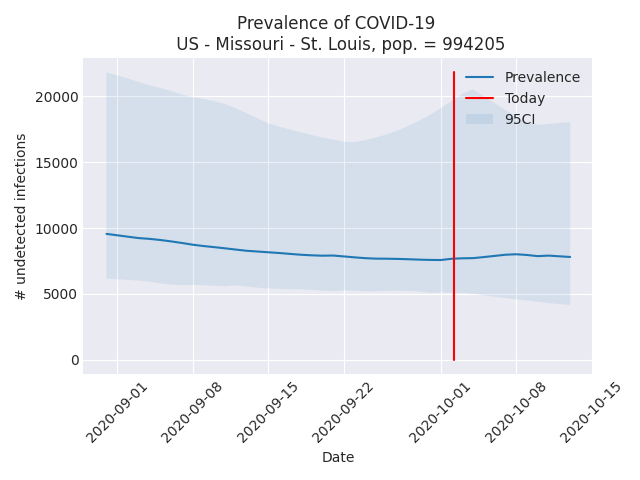 Prevalence of COVID-19
US - Missouri - St. Louis, pop. = 994205
Prevalence
Today
95CI
# undetected infections
20000
15000
10000
5000
0
2020-09-01
2020-09-08
2020-09-15
2020-09-22
2020-10-01
2020-10-08
2020-10-15
Date